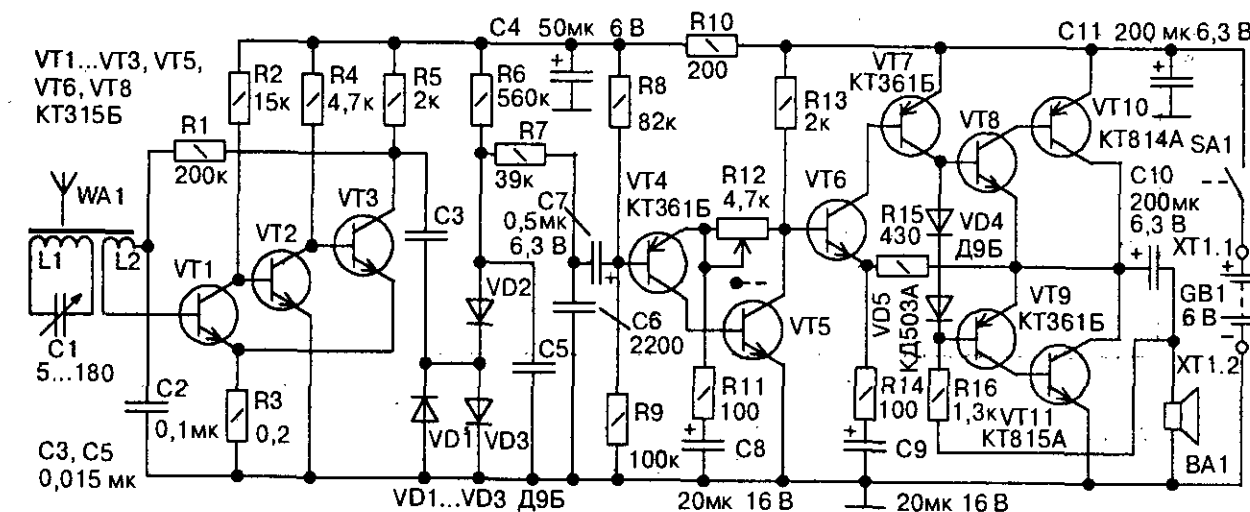 C4 50мк 6 В
R10
200
C11 200 мк 6,3 В
VT1...VT3, VT5,
VT6, VT8
КТ315Б
R2
15к
R4
4,7к
R5
2к
R6
560к
R8
82к
R13
2к
VT7
КТ361Б
VT8
VT10
КТ814А
SA1
R1
200к
R7
39к
WA1
VT3
VT2
VT1
L1
L2
C3
C7
0,5мк
6,3 В
VT4
КТ361Б
R12
4,7к
VT6
R15
430
VD4
Д9Б
C10
200мк
6,3 В
XT1.1
GB1
6 В
XT1.2
C1
5...180
VD2
C6
2200
VT5
VD5
КД503А
VT9
КТ361Б
C2
0,1мк
R3
0,2
C5
R9
100к
R11
100
C8
R14
100
C9
R16
1,3к
VT11
КТ815А
BA1
VD1
VD3
C3, C5
0,015 мк
VD1...VD3 Д9Б
20мк 16 В
20мк 16 В